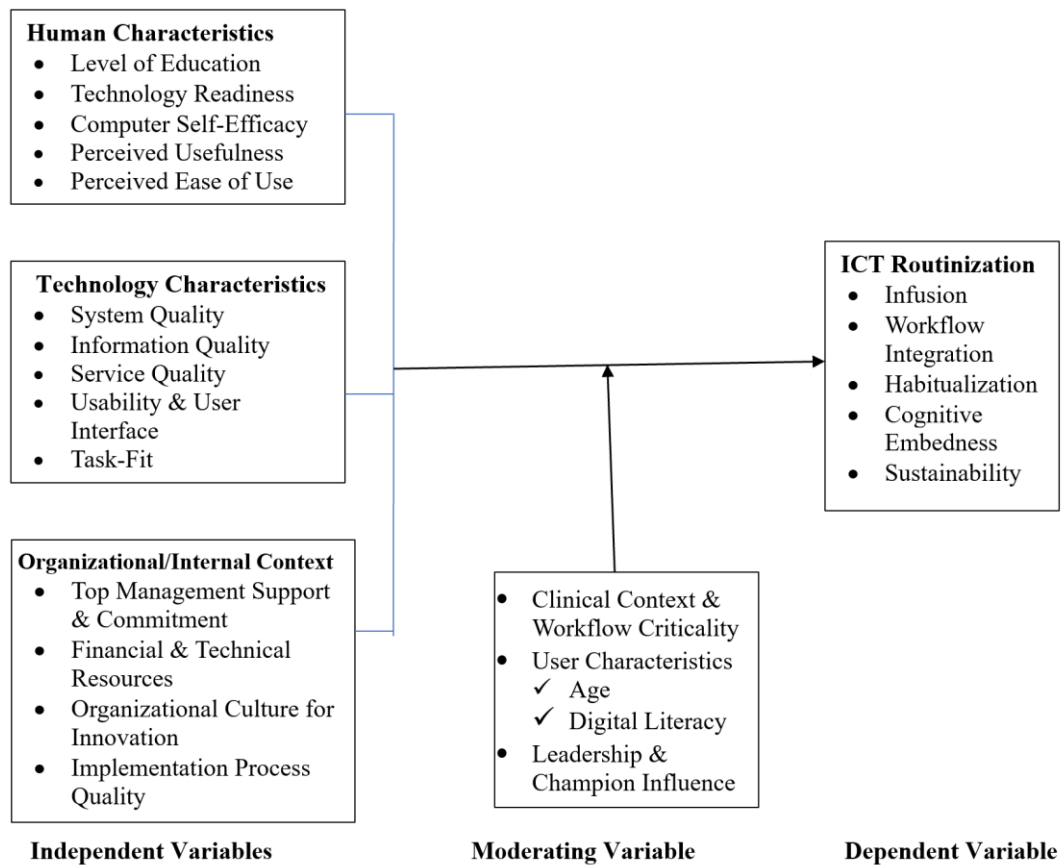 Human Characteristics
• Level of Education
• Technology Readiness
• Computer Self-Efficacy
• Perceived Usefulness
• Perceived Ease of Use
Technology Characteristics
• System Quality
• Information Quality
• Service Quality
• Usability & User
Interface
• Task-Fit
Organizational/Internal Context
• Top Management Support
& Commitment
• Financial & Technical
Resources
• Organizational Culture for
Innovation
• Implementation Process
Quality
Independent Variables
• Clinical Context &
Workflow Criticality
• User Characteristics
✓ Age
✓ Digital Literacy
• Leadership &
Champion Influence
Moderating Variable
ICT Routinization
• Infusion
• Workflow
Integration
• Habitualization
• Cognitive
Embedness
• Sustainability
Dependent Variable